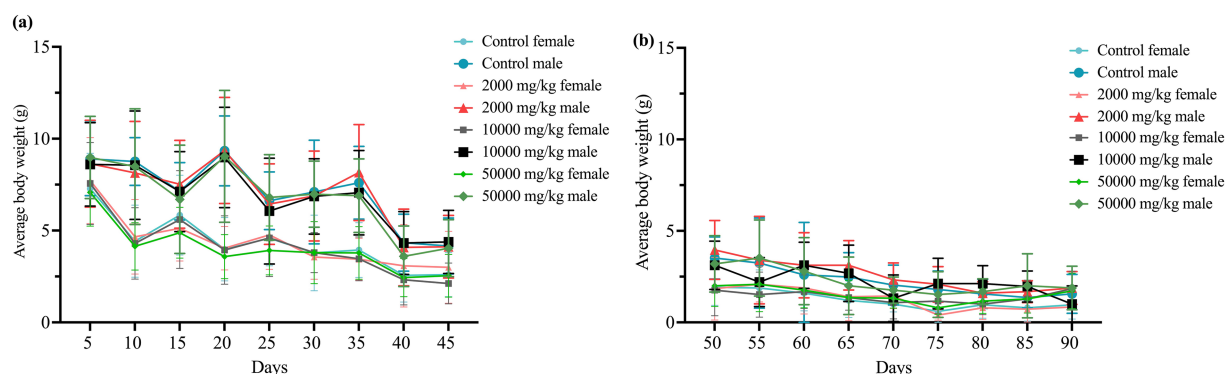 (a)
15
10
5
0
Average body weight (g)
5 10 15 20 25 30 35 40 45
Days
Control female
Control male
2000 mg/kg female
2000 mg/kg male
10000 mg/kg female
10000 mg/kg male
50000 mg/kg female
50000 mg/kg male
(b)
15
10
5
0
Average body weight (g)
50 55 60 65 70 75 80 85 90
Days
Control female
Control male
2000 mg/kg female
2000 mg/kg male
10000 mg/kg female
10000 mg/kg male
50000 mg/kg female
50000 mg/kg male